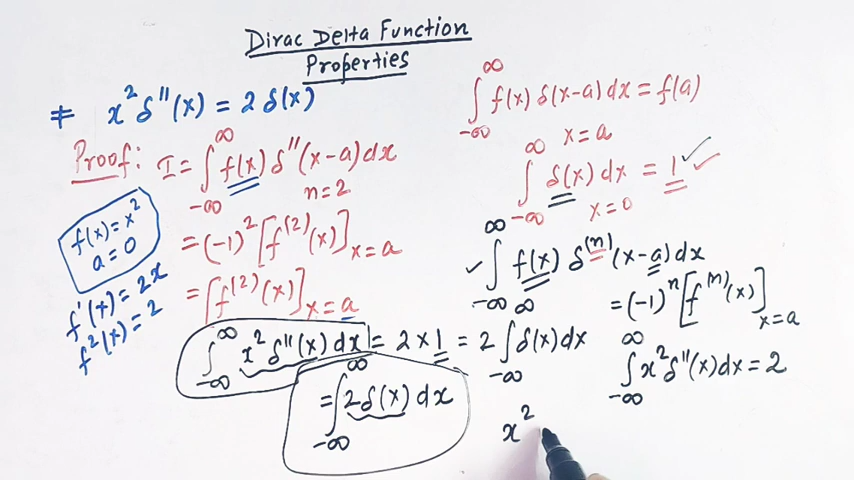 Dirac Delta Function
Properties
≠ x²δ''(x) = 2δ(x)
Proof: I = ∫_{-∞}^{∞} f(x) δ''(x-a)dx
n=2
= (-1)² [f⁽²⁾(x)]_{x=a}
= [f⁽²⁾(x)]_{x=a}
f(x)=x²
a=0
f'(x)=2x
f²(x)=2
∫_{-∞}^{∞} x²δ''(x)dx = 2×1 = 2∫_{-∞}^{∞} δ(x)dx
= ∫_{-∞}^{∞} 2δ(x)dx
∫_{-∞}^{∞} f(x) δ(x-a)dx = f(a)
x=a
∫_{-∞}^{∞} δ(x)dx = 1 ✓✓
x=0
✓ ∫_{-∞}^{∞} f(x) δ⁽ⁿ⁾(x-a)dx
= (-1)ⁿ [f⁽ⁿ⁾(x)]_{x=a}
∫_{-∞}^{∞} x²δ''(x)dx = 2
x²